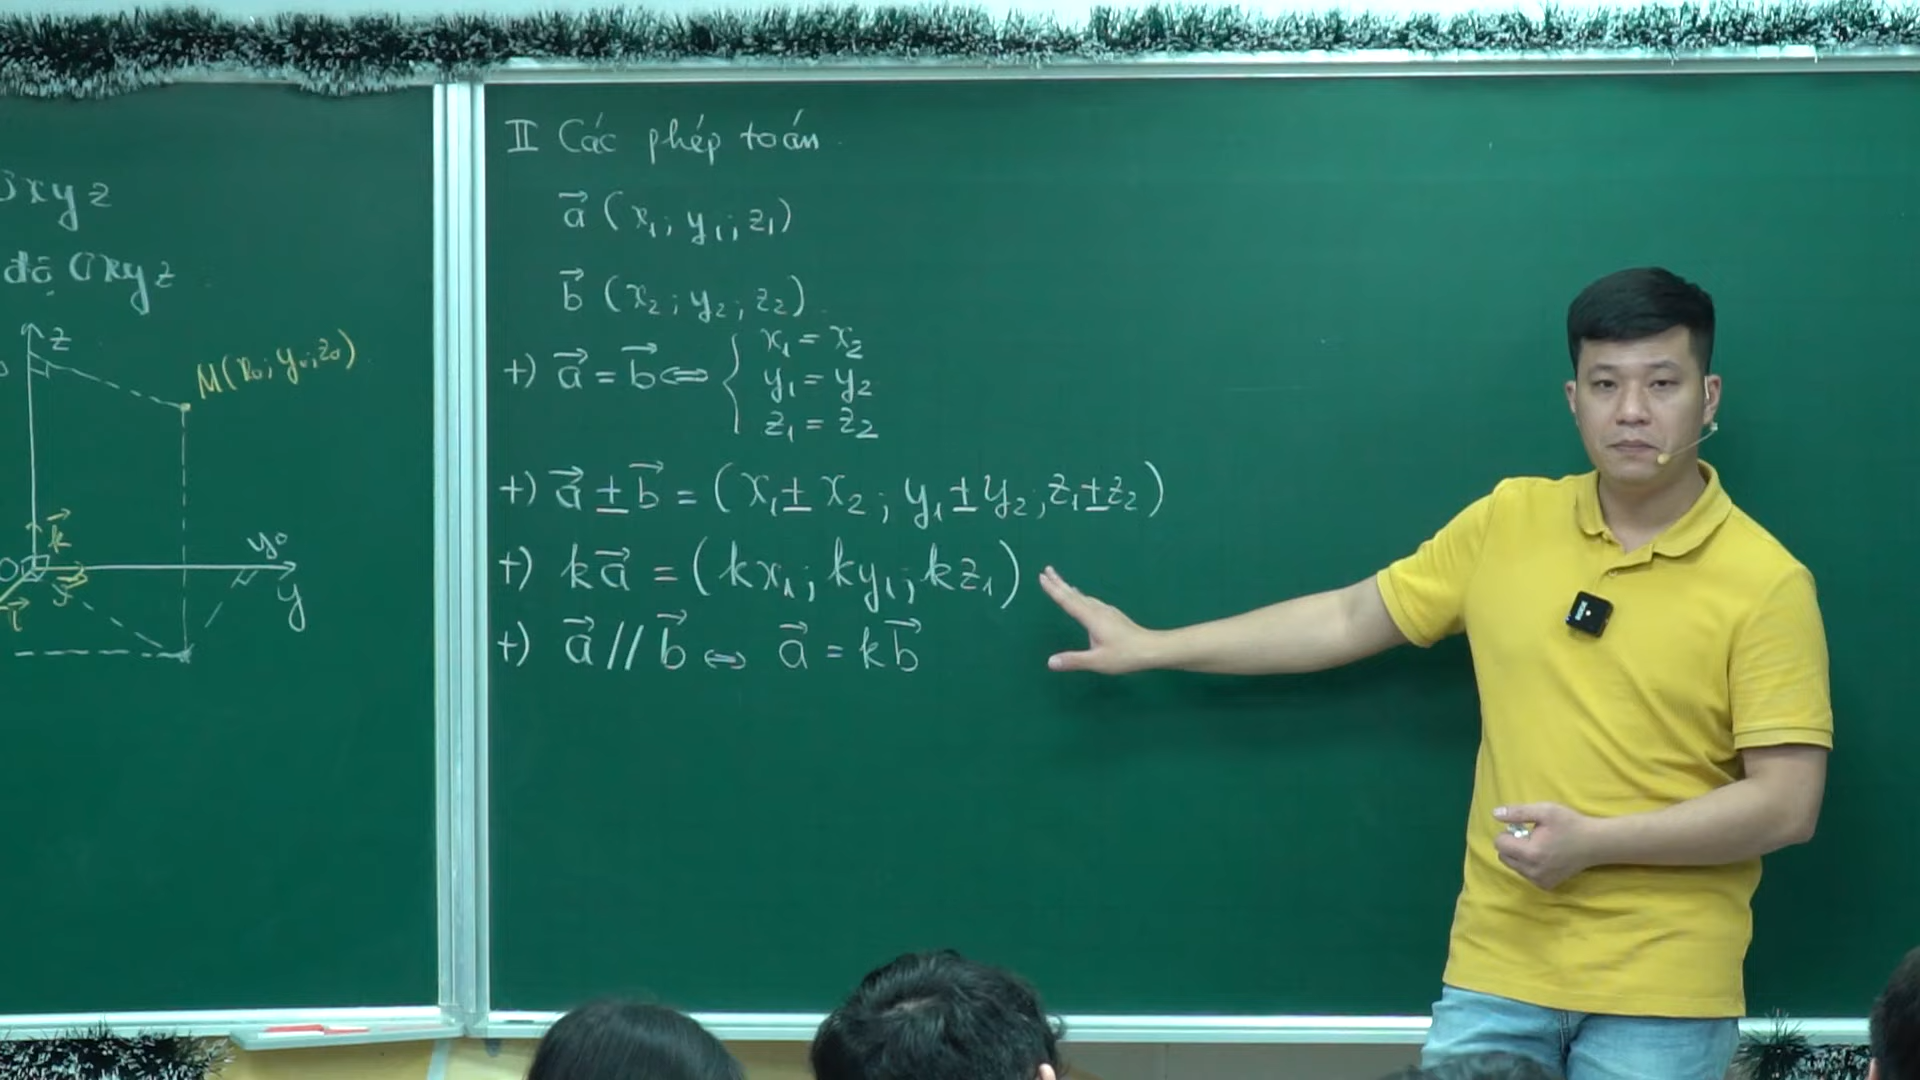 Oxyz
độ Oxyz
z
M(x₀; y₀; z₀)
k⃗
y₀
O
j⃗
y
i⃗
II Các phép toán
a⃗ (x₁; y₁; z₁)
b⃗ (x₂; y₂; z₂)
+) a⃗ = b⃗ ⇔ { x₁ = x₂
y₁ = y₂
z₁ = z₂
+) a⃗ ± b⃗ = (x₁ ± x₂; y₁ ± y₂; z₁ ± z₂)
+) ka⃗ = (kx₁; ky₁; kz₁)
+) a⃗ // b⃗ ⇔ a⃗ = kb⃗